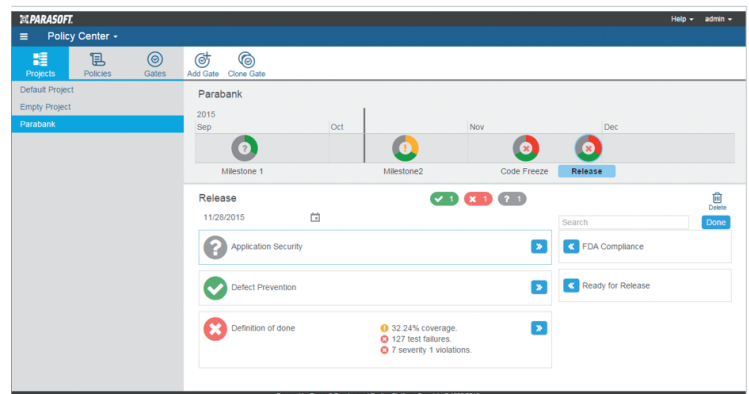 PARASOFT.
Help admin
Policy Center
Projects Policies Gates Add Gate Clone Gate
Default Project
Empty Project
Parabank
Parabank
2015
Sep Oct Nov Dec
Milestone 1 Milestone2 Code Freeze Release
Release
✓ 1 ✕ 1 ? 1
Delete
11/28/2015
Search Done
Application Security
FDA Compliance
Defect Prevention
Ready for Release
Definition of done
32.24% coverage.
127 test failures.
7 severity 1 violations.